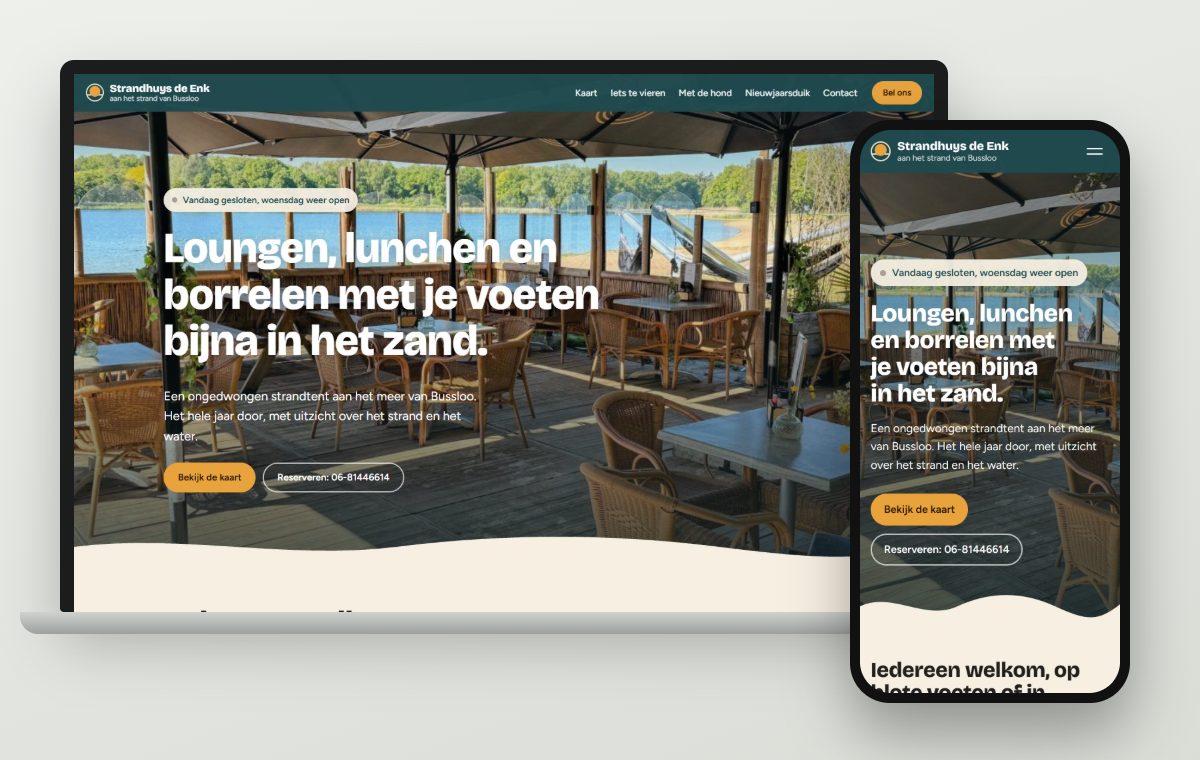 Strandhuys de Enk
aan het strand van Bussloo
Kaart Iets te vieren Met de hond Nieuwjaarsduik Contact Bel ons
Vandaag gesloten, woensdag weer open
Loungen, lunchen en
borrelen met je voeten
bijna in het zand.
Een ongedwongen strandtent aan het meer van Bussloo.
Het hele jaar door, met uitzicht over het strand en het
water.
Bekijk de kaart Reserveren: 06-81446614
Strandhuys de Enk
aan het strand van Bussloo
Vandaag gesloten, woensdag weer open
Loungen, lunchen
en borrelen met
je voeten bijna
in het zand.
Een ongedwongen strandtent aan het meer
van Bussloo. Het hele jaar door, met uitzicht
over het strand en het water.
Bekijk de kaart
Reserveren: 06-81446614
Iedereen welkom, op
blote voeten of in